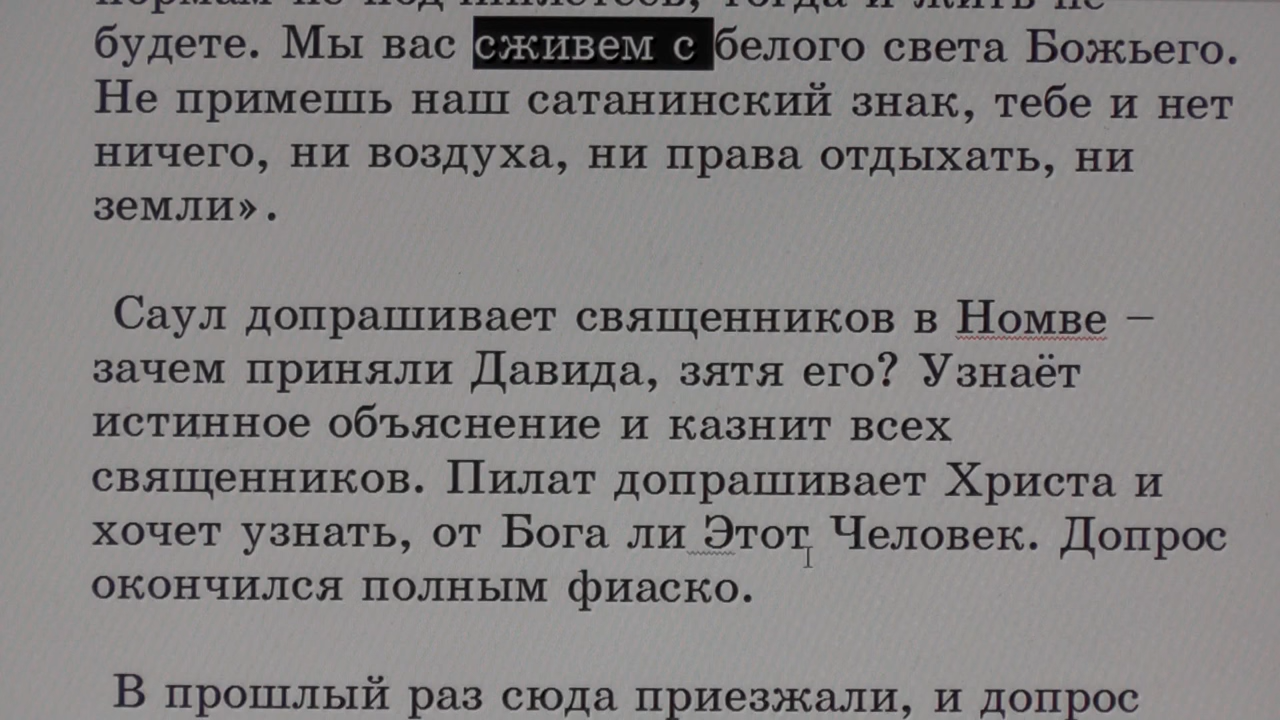 будете. Мы вас сживем с белого света Божьего.
Не примешь наш сатанинский знак, тебе и нет
ничего, ни воздуха, ни права отдыхать, ни
земли».
Саул допрашивает священников в Номве –
зачем приняли Давида, зятя его? Узнаёт
истинное объяснение и казнит всех
священников. Пилат допрашивает Христа и
хочет узнать, от Бога ли Этот Человек. Допрос
окончился полным фиаско.
В прошлый раз сюда приезжали, и допрос